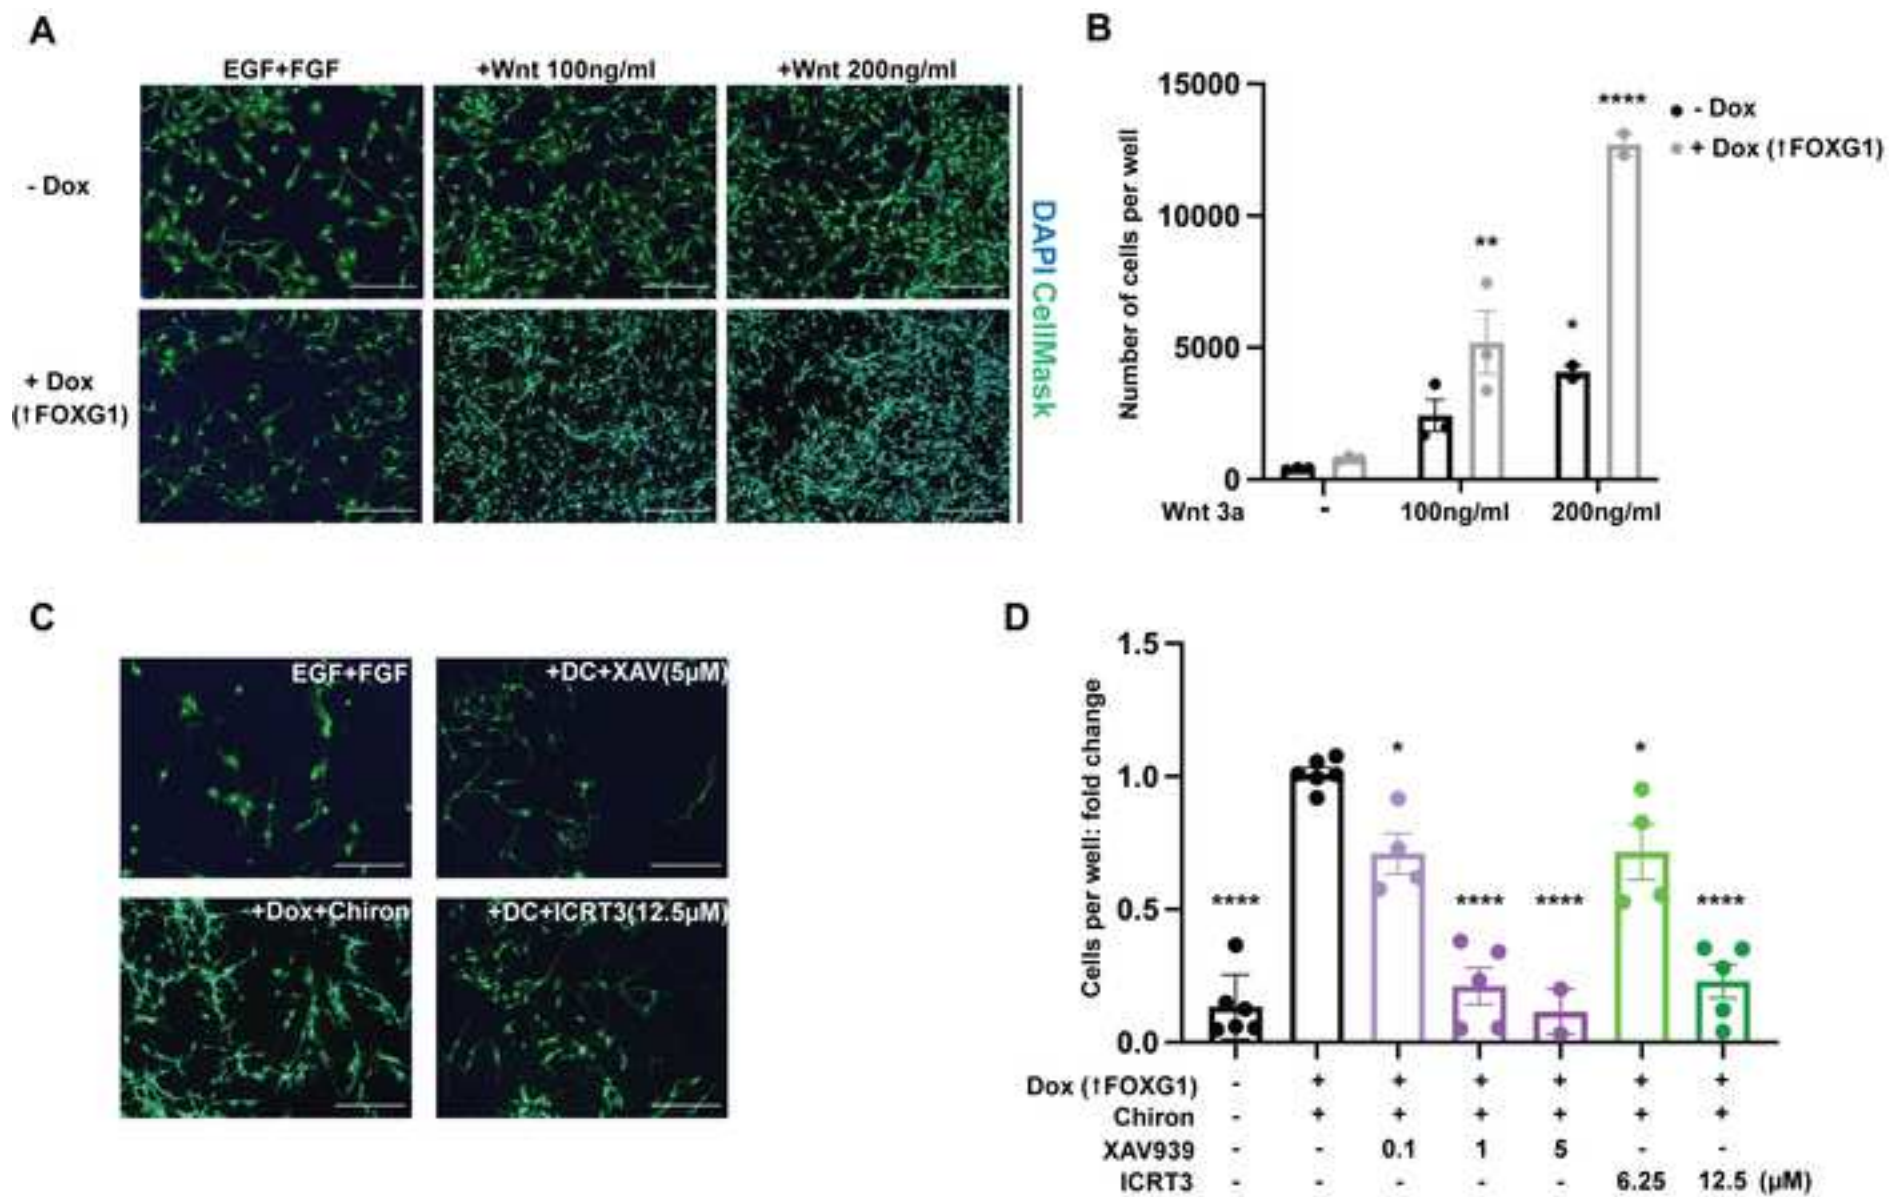 A
EGF+FGF
+Wnt 100ng/ml
+Wnt 200ng/ml
- Dox
+ Dox
(↑FOXG1)
DAPI CellMask
B
Number of cells per well
15000
10000
5000
0
**
*
****
- Dox
+ Dox (↑FOXG1)
Wnt 3a
-
100ng/ml
200ng/ml
C
EGF+FGF
+DC+XAV(5µM)
+Dox+Chiron
+DC+ICRT3(12.5µM)
D
Cells per well: fold change
1.5
1.0
0.5
0.0
****
*
****
****
*
****
Dox (↑FOXG1) - + + + + + +
Chiron - + + + + + +
XAV939 - - 0.1 1 5 - -
ICRT3 - - - - - 6.25 12.5 (µM)